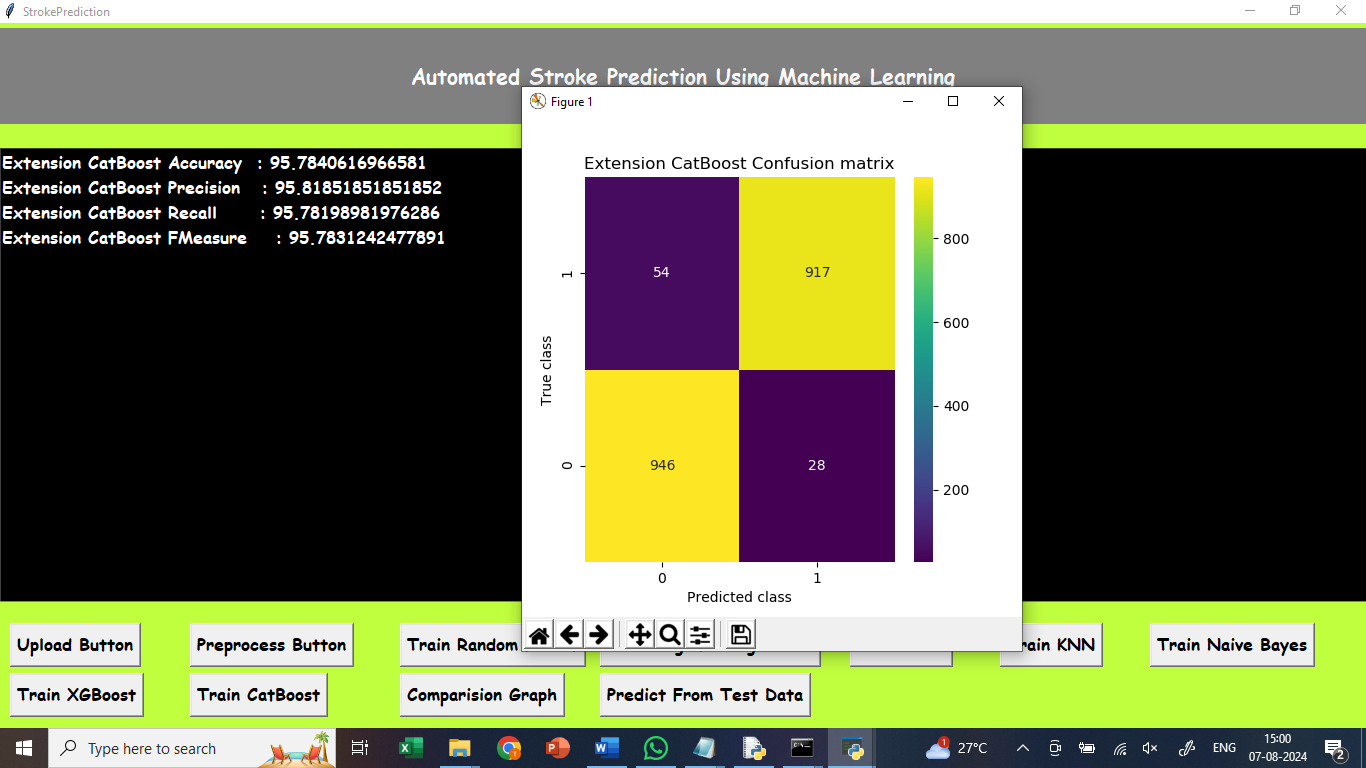 StrokePrediction
Automated Stroke Prediction Using Machine Learning
Figure 1
Extension CatBoost Accuracy : 95.7840616966581
Extension CatBoost Precision : 95.81851851851852
Extension CatBoost Recall : 95.78198981976286
Extension CatBoost FMeasure : 95.7831242477891
Extension CatBoost Confusion matrix
True class
1
0
54
917
946
28
0
1
Predicted class
800
600
400
200
Upload Button
Preprocess Button
Train Random
Train KNN
Train Naive Bayes
Train XGBoost
Train CatBoost
Comparision Graph
Predict From Test Data
Type here to search
1
27°C
ENG
15:00
07-08-2024
2